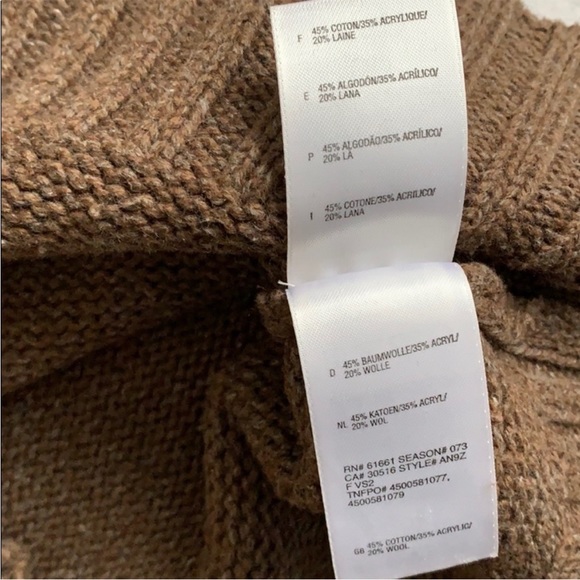 F 45% COTON/35% ACRYLIQUE/
20% LAINE
E 45% ALGODÓN/35% ACRÍLICO/
20% LANA
P 45% ALGODÃO/35% ACRÍLICO/
20% LÃ
I 45% COTONE/35% ACRILICO/
20% LANA
D 45% BAUMWOLLE/35% ACRYL/
20% WOLLE
NL 45% KATOEN/35% ACRYL/
20% WOL
RN# 61661 SEASON# 073
CA# 30516 STYLE# AN9Z
F VS2
TNFPO# 4500581077,
4500581079
GB 45% COTTON/35% ACRYLIC/
20% WOOL